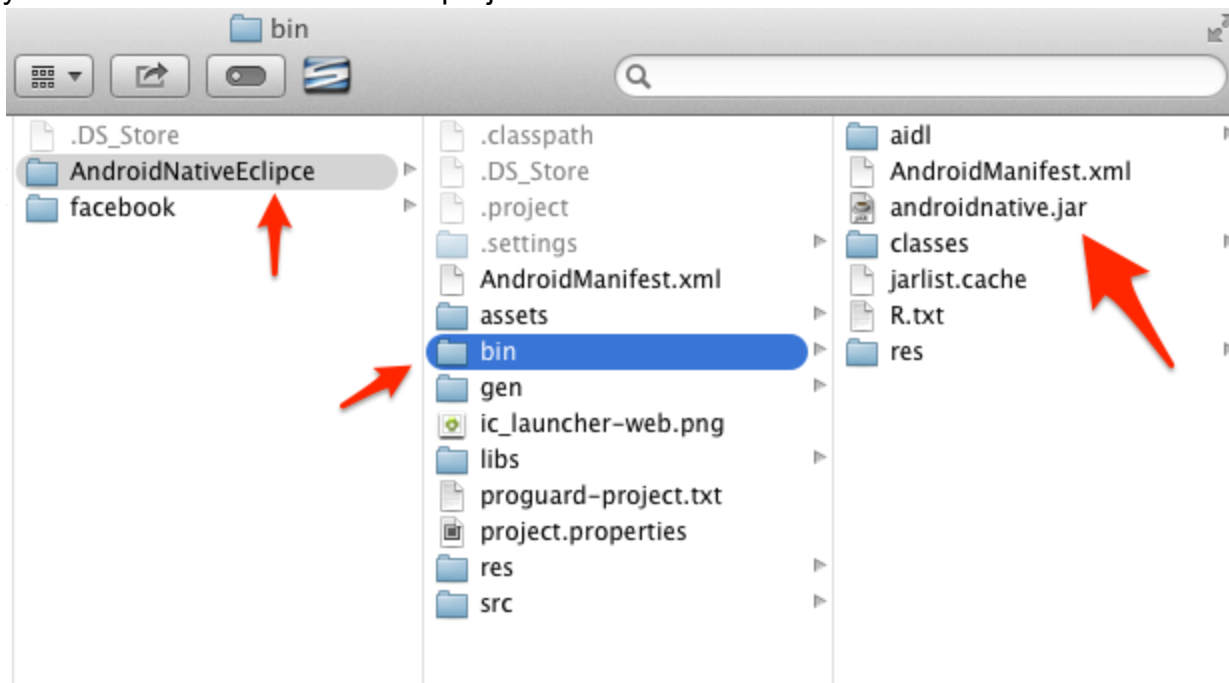 bin
.DS_Store
AndroidNativeEclipce
facebook
.classpath
.DS_Store
.project
.settings
AndroidManifest.xml
assets
bin
gen
ic_launcher-web.png
libs
proguard-project.txt
project.properties
res
src
aidl
AndroidManifest.xml
androidnative.jar
classes
jarlist.cache
R.txt
res